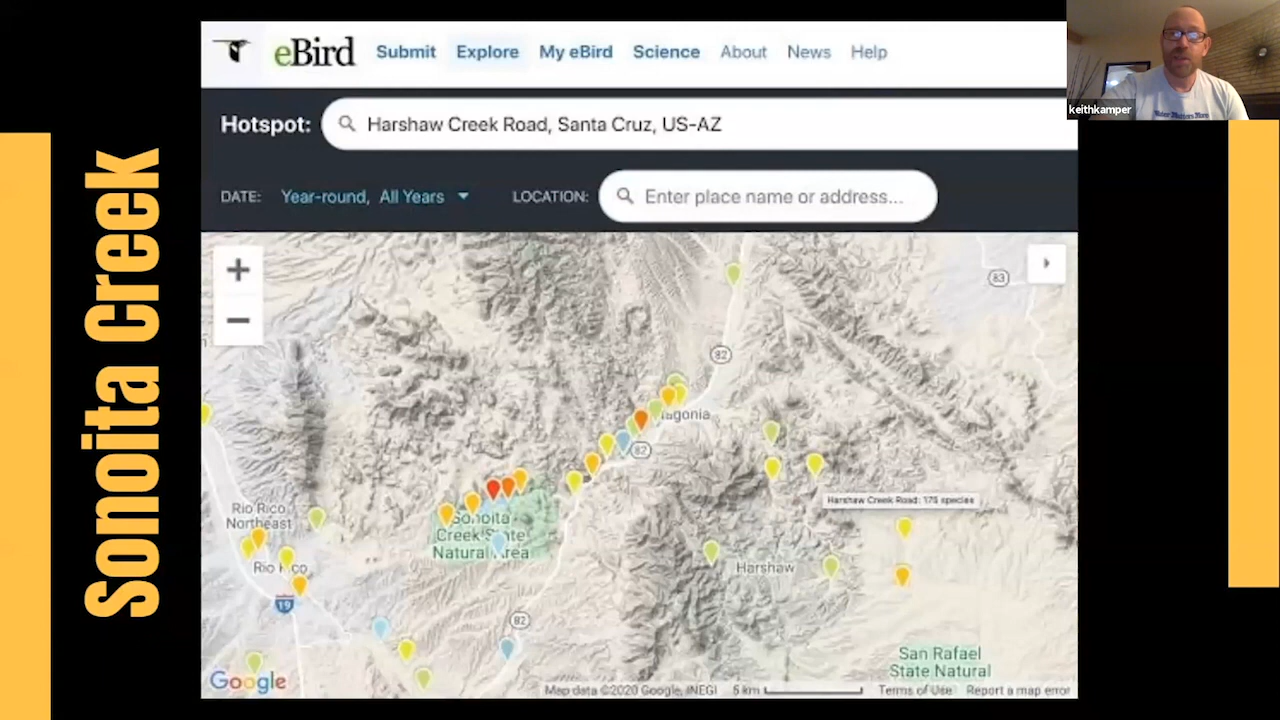 Sonoita Creek
eBird Submit Explore My eBird Science About News Help
Hotspot: Harshaw Creek Road, Santa Cruz, US-AZ
DATE: Year-round, All Years LOCATION: Enter place name or address...
keithkamper
+
−
83
82
agonia
82
Harshaw Creek Road: 175 species
Rio Rico
Northeast
Sonoita
Creek State
Natural Area
Rio Rico
Harshaw
19
82
San Rafael
State Natural
Google
Map data ©2020 Google, INEGI 5 km Terms of Use Report a map error